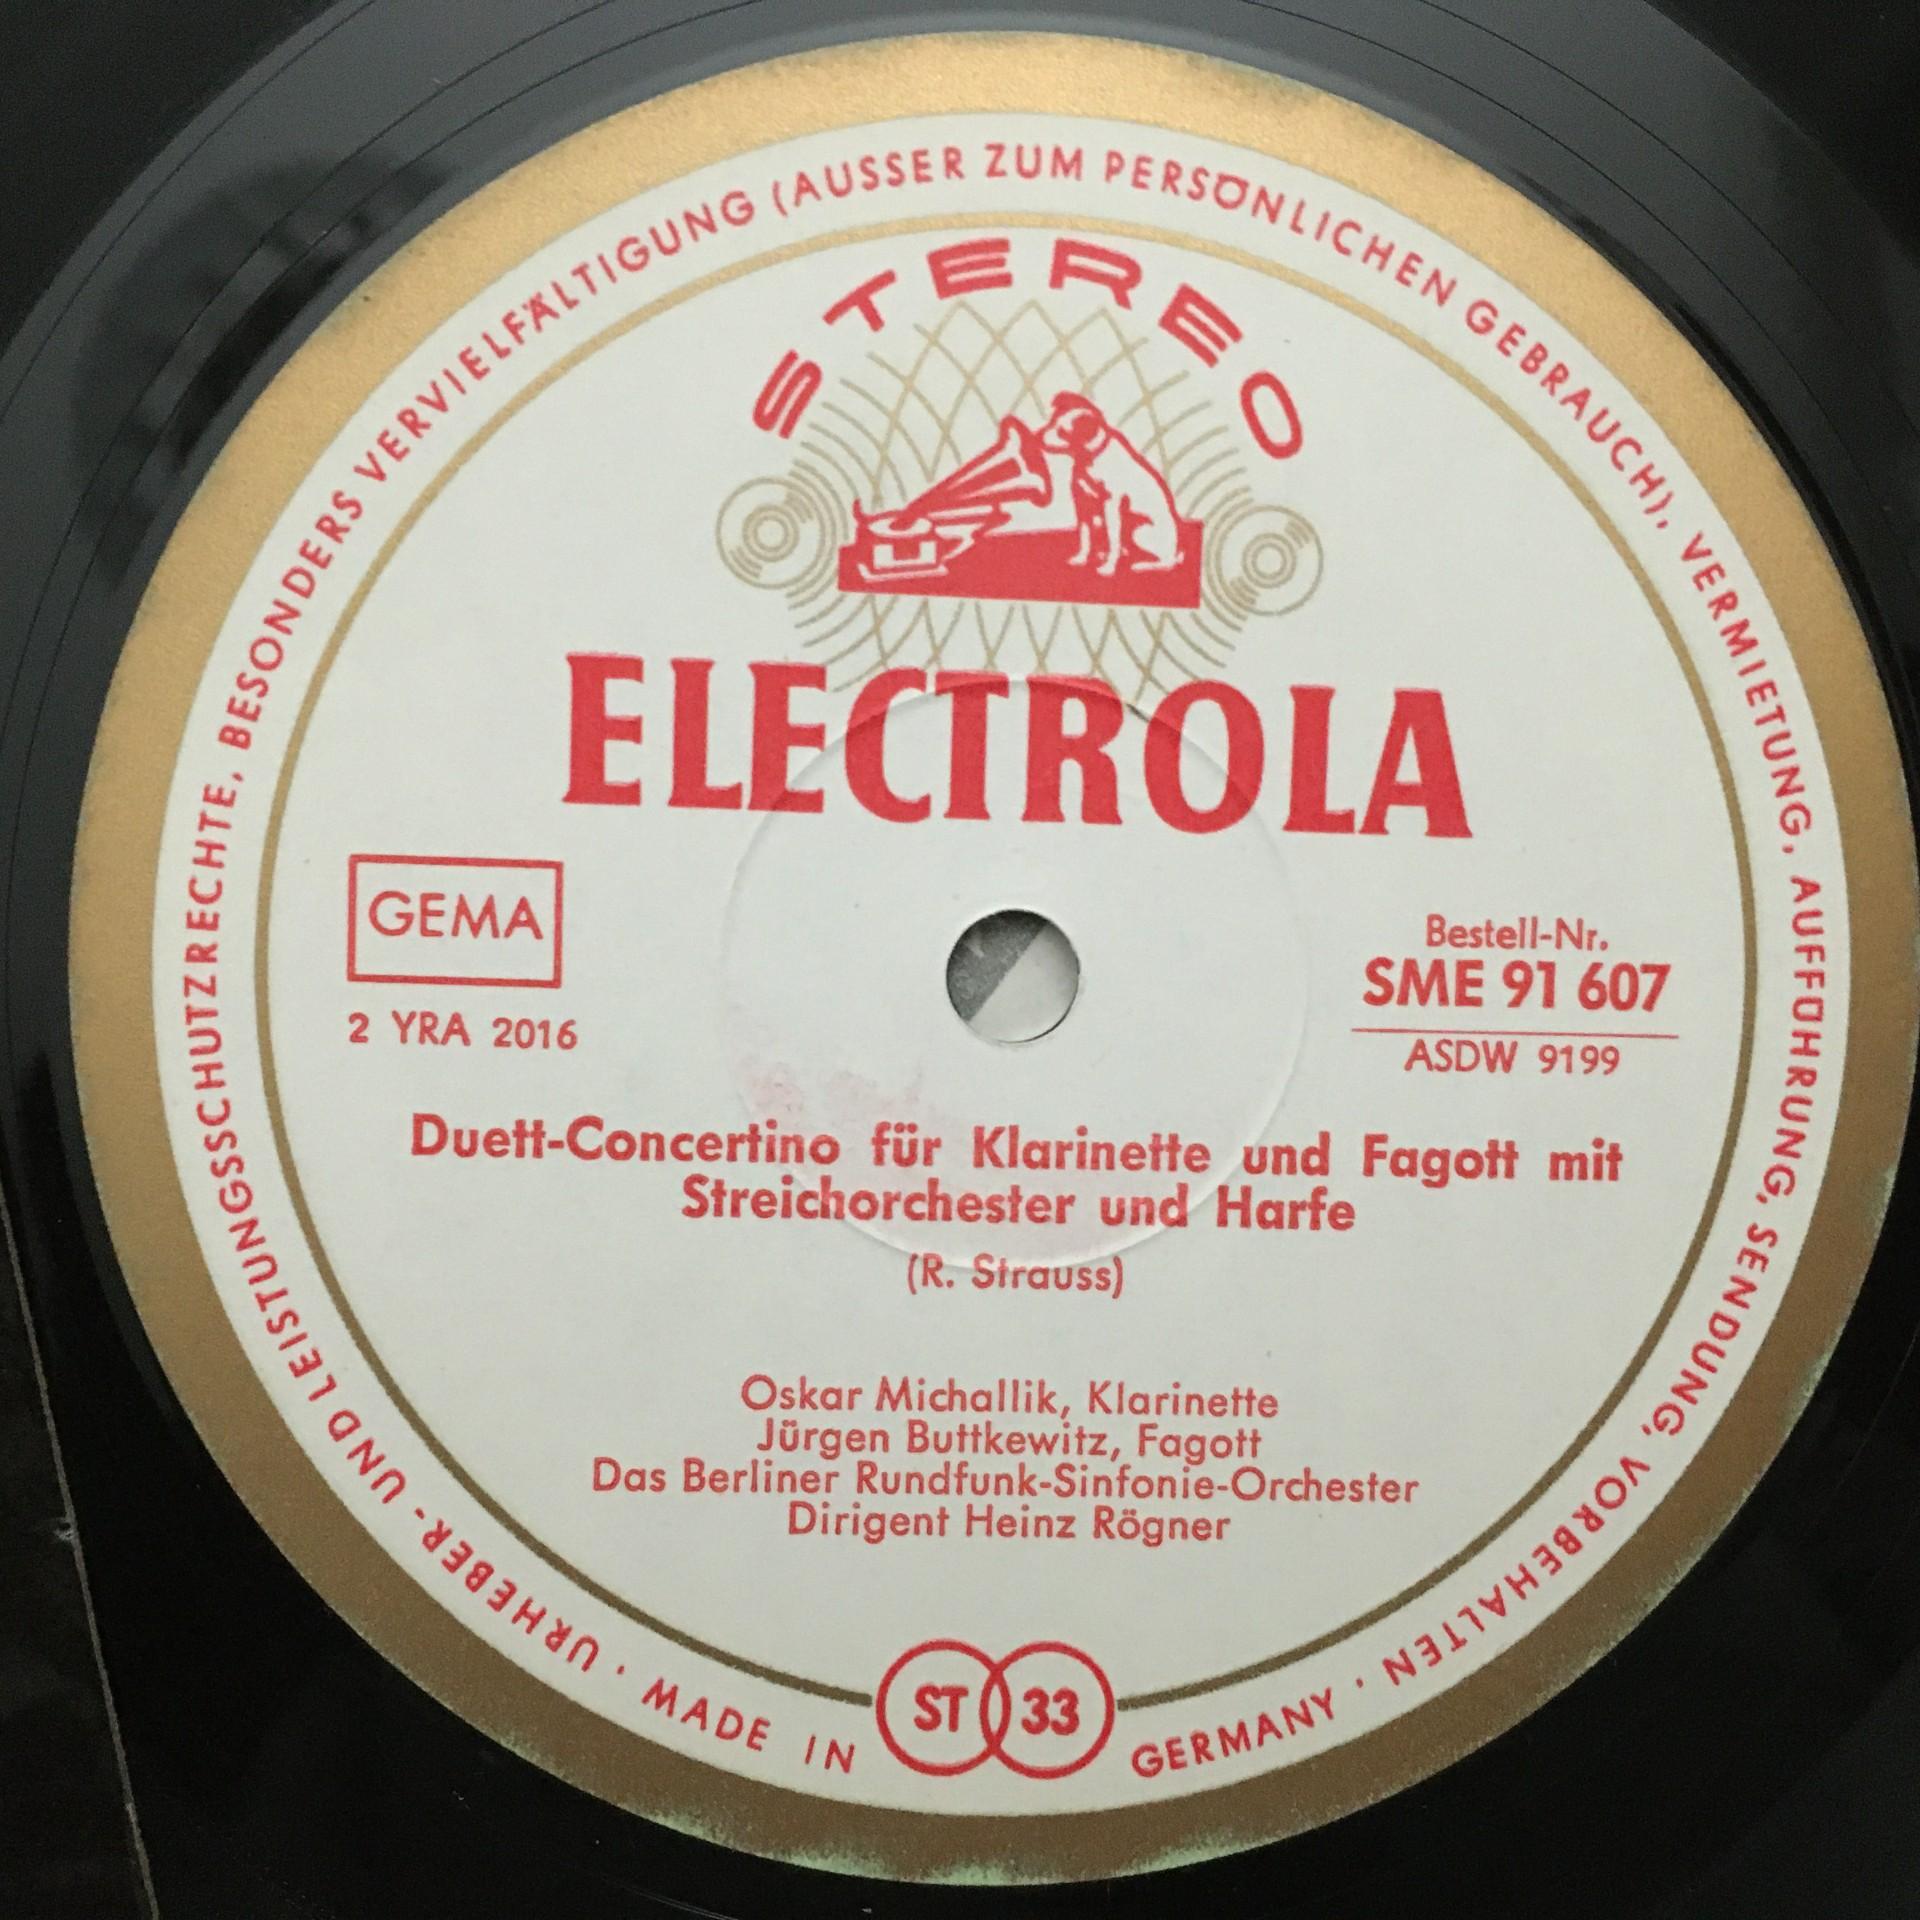 STEREO
ELECTROLA
GEMA
2 YRA 2016
Bestell-Nr.
SME 91 607
ASDW 9199
Duett-Concertino für Klarinette und Fagott mit
Streichorchester und Harfe
(R. Strauss)
Oskar Michallik, Klarinette
Jürgen Buttkewitz, Fagott
Das Berliner Rundfunk-Sinfonie-Orchester
Dirigent Heinz Rögner
ST 33
URHEBER- UND LEISTUNGSSCHUTZRECHTE, BESONDERS VERVIELFÄLTIGUNG (AUSSER ZUM PERSÖNLICHEN GEBRAUCH), VERMIETUNG, AUFFÜHRUNG, SENDUNG, VORBEHALTEN · MADE IN GERMANY ·